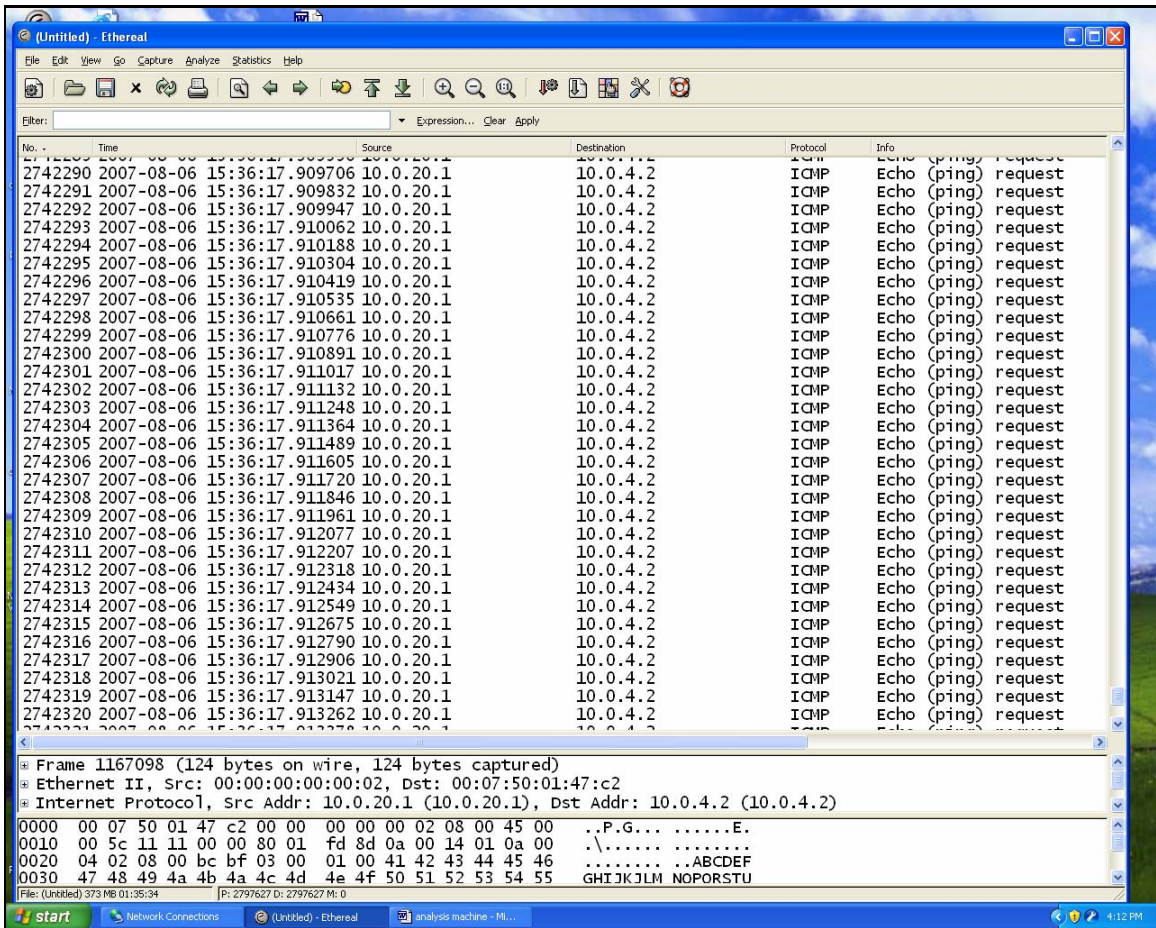 (Untitled) - Ethereal
File Edit View Go Capture Analyze Statistics Help
Filter: Expression... Clear Apply
No. - Time Source Destination Protocol Info
2742290 2007-08-06 15:36:17.909706 10.0.20.1 10.0.4.2 ICMP Echo (ping) request
2742291 2007-08-06 15:36:17.909832 10.0.20.1 10.0.4.2 ICMP Echo (ping) request
2742292 2007-08-06 15:36:17.909947 10.0.20.1 10.0.4.2 ICMP Echo (ping) request
2742293 2007-08-06 15:36:17.910062 10.0.20.1 10.0.4.2 ICMP Echo (ping) request
2742294 2007-08-06 15:36:17.910188 10.0.20.1 10.0.4.2 ICMP Echo (ping) request
2742295 2007-08-06 15:36:17.910304 10.0.20.1 10.0.4.2 ICMP Echo (ping) request
2742296 2007-08-06 15:36:17.910419 10.0.20.1 10.0.4.2 ICMP Echo (ping) request
2742297 2007-08-06 15:36:17.910535 10.0.20.1 10.0.4.2 ICMP Echo (ping) request
2742298 2007-08-06 15:36:17.910661 10.0.20.1 10.0.4.2 ICMP Echo (ping) request
2742299 2007-08-06 15:36:17.910776 10.0.20.1 10.0.4.2 ICMP Echo (ping) request
2742300 2007-08-06 15:36:17.910891 10.0.20.1 10.0.4.2 ICMP Echo (ping) request
2742301 2007-08-06 15:36:17.911017 10.0.20.1 10.0.4.2 ICMP Echo (ping) request
2742302 2007-08-06 15:36:17.911132 10.0.20.1 10.0.4.2 ICMP Echo (ping) request
2742303 2007-08-06 15:36:17.911248 10.0.20.1 10.0.4.2 ICMP Echo (ping) request
2742304 2007-08-06 15:36:17.911364 10.0.20.1 10.0.4.2 ICMP Echo (ping) request
2742305 2007-08-06 15:36:17.911489 10.0.20.1 10.0.4.2 ICMP Echo (ping) request
2742306 2007-08-06 15:36:17.911605 10.0.20.1 10.0.4.2 ICMP Echo (ping) request
2742307 2007-08-06 15:36:17.911720 10.0.20.1 10.0.4.2 ICMP Echo (ping) request
2742308 2007-08-06 15:36:17.911846 10.0.20.1 10.0.4.2 ICMP Echo (ping) request
2742309 2007-08-06 15:36:17.911961 10.0.20.1 10.0.4.2 ICMP Echo (ping) request
2742310 2007-08-06 15:36:17.912077 10.0.20.1 10.0.4.2 ICMP Echo (ping) request
2742311 2007-08-06 15:36:17.912207 10.0.20.1 10.0.4.2 ICMP Echo (ping) request
2742312 2007-08-06 15:36:17.912318 10.0.20.1 10.0.4.2 ICMP Echo (ping) request
2742313 2007-08-06 15:36:17.912434 10.0.20.1 10.0.4.2 ICMP Echo (ping) request
2742314 2007-08-06 15:36:17.912549 10.0.20.1 10.0.4.2 ICMP Echo (ping) request
2742315 2007-08-06 15:36:17.912675 10.0.20.1 10.0.4.2 ICMP Echo (ping) request
2742316 2007-08-06 15:36:17.912790 10.0.20.1 10.0.4.2 ICMP Echo (ping) request
2742317 2007-08-06 15:36:17.912906 10.0.20.1 10.0.4.2 ICMP Echo (ping) request
2742318 2007-08-06 15:36:17.913021 10.0.20.1 10.0.4.2 ICMP Echo (ping) request
2742319 2007-08-06 15:36:17.913147 10.0.20.1 10.0.4.2 ICMP Echo (ping) request
2742320 2007-08-06 15:36:17.913262 10.0.20.1 10.0.4.2 ICMP Echo (ping) request
Frame 1167098 (124 bytes on wire, 124 bytes captured)
Ethernet II, Src: 00:00:00:00:00:02, Dst: 00:07:50:01:47:c2
Internet Protocol, Src Addr: 10.0.20.1 (10.0.20.1), Dst Addr: 10.0.4.2 (10.0.4.2)
0000 00 07 50 01 47 c2 00 00 00 00 00 02 08 00 45 00 ..P.G... ......E.
0010 00 5c 11 11 00 00 80 01 fd 8d 0a 00 14 01 0a 00 .\...... ........
0020 04 02 08 00 bc bf 03 00 01 00 41 42 43 44 45 46 ........ ..ABCDEF
0030 47 48 49 4a 4b 4a 4c 4d 4e 4f 50 51 52 53 54 55 GHIJKJLM NOPQRSTU
File: (Untitled) 373 MB 01:35:34 P: 2797627 D: 2797627 M: 0
start Network Connections (Untitled) - Ethereal analysis machine - Mi... 4:12 PM